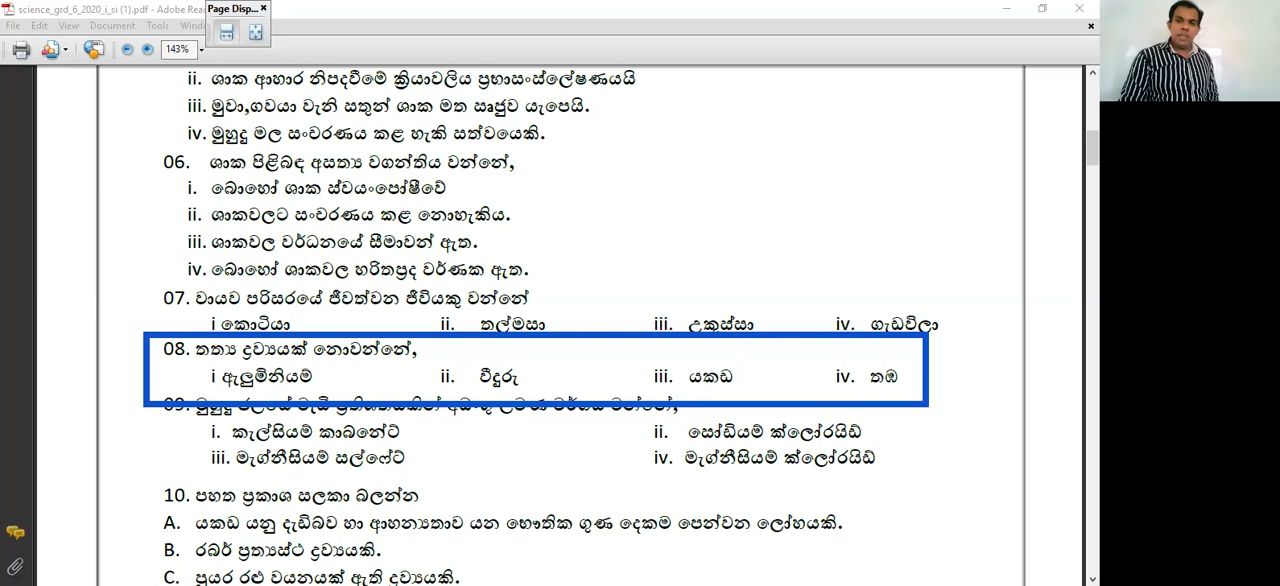 science_grd_6_2020_i_si (1).pdf - Adobe Rea
Page Disp...
File Edit View Document Tools Windo
143%
ii. ශාක ආහාර නිපදවීමේ ක්‍රියාවලිය ප්‍රභාසංස්ලේෂණයයි
iii. මුවා,ගවයා වැනි සතුන් ශාක මත ඍජුව යැපෙයි.
iv. මුහුදු මල සංචරණය කළ හැකි සත්වයෙකි.
06. ශාක පිළිබඳ අසත්‍ය වගන්තිය වන්නේ,
i. බොහෝ ශාක ස්වයංපෝෂීවේ
ii. ශාකවලට සංචරණය කළ නොහැකිය.
iii. ශාකවල වර්ධනයේ සීමාවන් ඇත.
iv. බොහෝ ශාකවල හරිතප්‍රද වර්ණක ඇත.
07. වායව පරිසරයේ ජීවත්වන ජීවියකු වන්නේ
i කොටියා ii. තල්මසා iii. උකුස්සා iv. ගැඩවිලා
08. තන්‍ය ද්‍රව්‍යයක් නොවන්නේ,
i ඇලුමිනියම් ii. වීදුරු iii. යකඩ iv. තඹ
i. කැල්සියම් කාබනේට් ii. සෝඩියම් ක්ලෝරයිඩ්
iii. මැග්නීසියම් සල්ෆේට් iv. මැග්නීසියම් ක්ලෝරයිඩ්
10. පහත ප්‍රකාශ සලකා බලන්න
A. යකඩ යනු දැඩිබව හා ආහන්‍යතාව යන භෞතික ගුණ දෙකම පෙන්වන ලෝහයකි.
B. රබර් ප්‍රත්‍යස්ථ ද්‍රව්‍යයකි.
C. පුයර රළු වයනයක් ඇති ද්‍රව්‍යයකි.